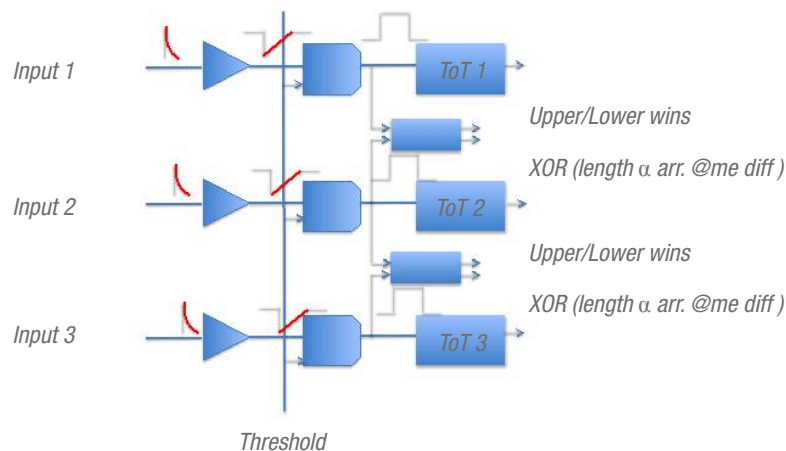 Input 1
ToT 1
Upper/Lower wins
XOR (length α arr. @me diff )
Input 2
ToT 2
Upper/Lower wins
XOR (length α arr. @me diff )
Input 3
ToT 3
Threshold